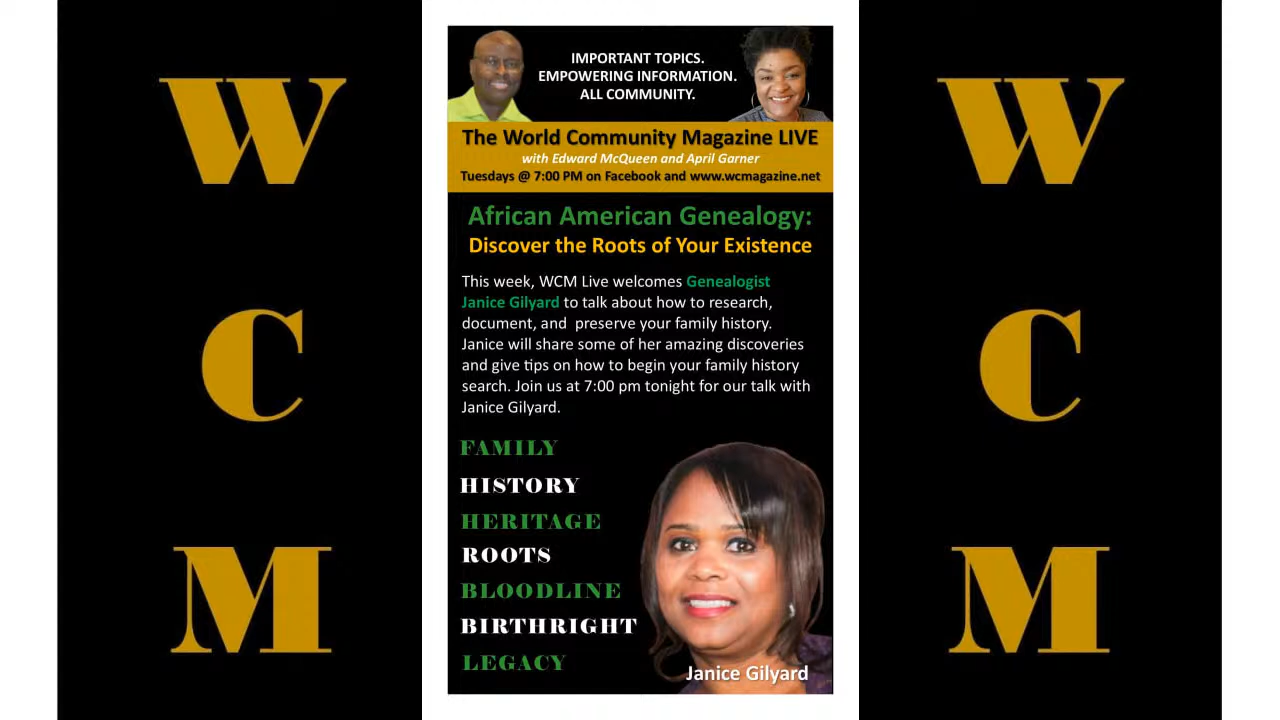 W
C
M
IMPORTANT TOPICS.
EMPOWERING INFORMATION.
ALL COMMUNITY.
The World Community Magazine LIVE
with Edward McQueen and April Garner
Tuesdays @ 7:00 PM on Facebook and www.wcmagazine.net
African American Genealogy:
Discover the Roots of Your Existence
This week, WCM Live welcomes Genealogist
Janice Gilyard to talk about how to research,
document, and  preserve your family history.
Janice will share some of her amazing discoveries
and give tips on how to begin your family history
search. Join us at 7:00 pm tonight for our talk with
Janice Gilyard.
FAMILY
HISTORY
HERITAGE
ROOTS
BLOODLINE
BIRTHRIGHT
LEGACY
Janice Gilyard
W
C
M